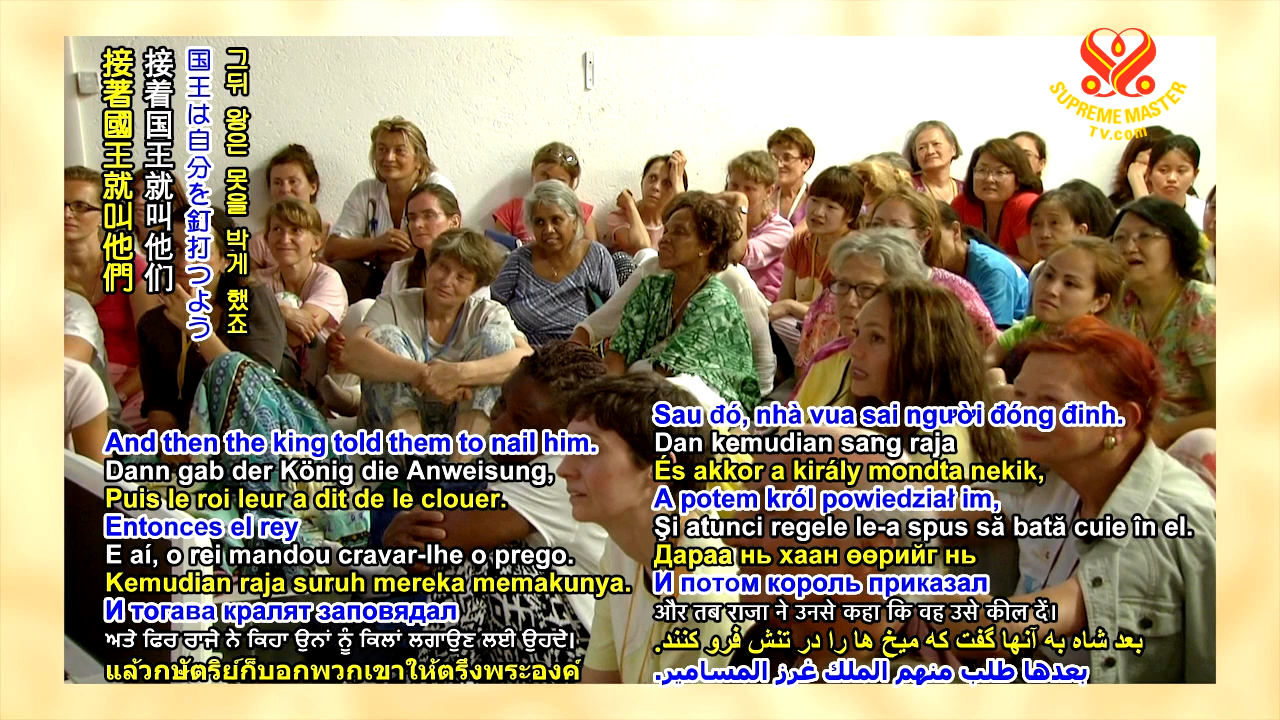 接著國王就叫他們
接着国王就叫他们
国王は自分を釘打つよう
그뒤 왕은 못을 박게 했죠
SUPREME MASTER
TV.com
And then the king told them to nail him.
Dann gab der König die Anweisung,
Puis le roi leur a dit de le clouer.
Entonces el rey
E aí, o rei mandou cravar-lhe o prego.
Kemudian raja suruh mereka memakunya.
И тогава кралят заповядал
ਅਤੇ ਫਿਰ ਰਾਜੇ ਨੇ ਕਿਹਾ ਉਨਾਂ ਨੂੰ ਕਿਲਾਂ ਲਗਾਉਣ ਲਈ ਉਹਦੇਂ।
แล้วกษัตริย์ก็บอกพวกเขาให้ตรึงพระองค์
Sau đó, nhà vua sai người đóng đinh.
Dan kemudian sang raja
És akkor a király mondta nekik,
A potem król powiedział im,
Şi atunci regele le-a spus să bată cuie în el.
Дараа нь хаан өөрийг нь
И потом король приказал
और तब राजा ने उनसे कहा कि वह उसे कील दें।
بعد شاه به آنها گفت که میخ ها را در تنش فرو کنند.
بعدها طلب منهم الملك غرز المسامير.